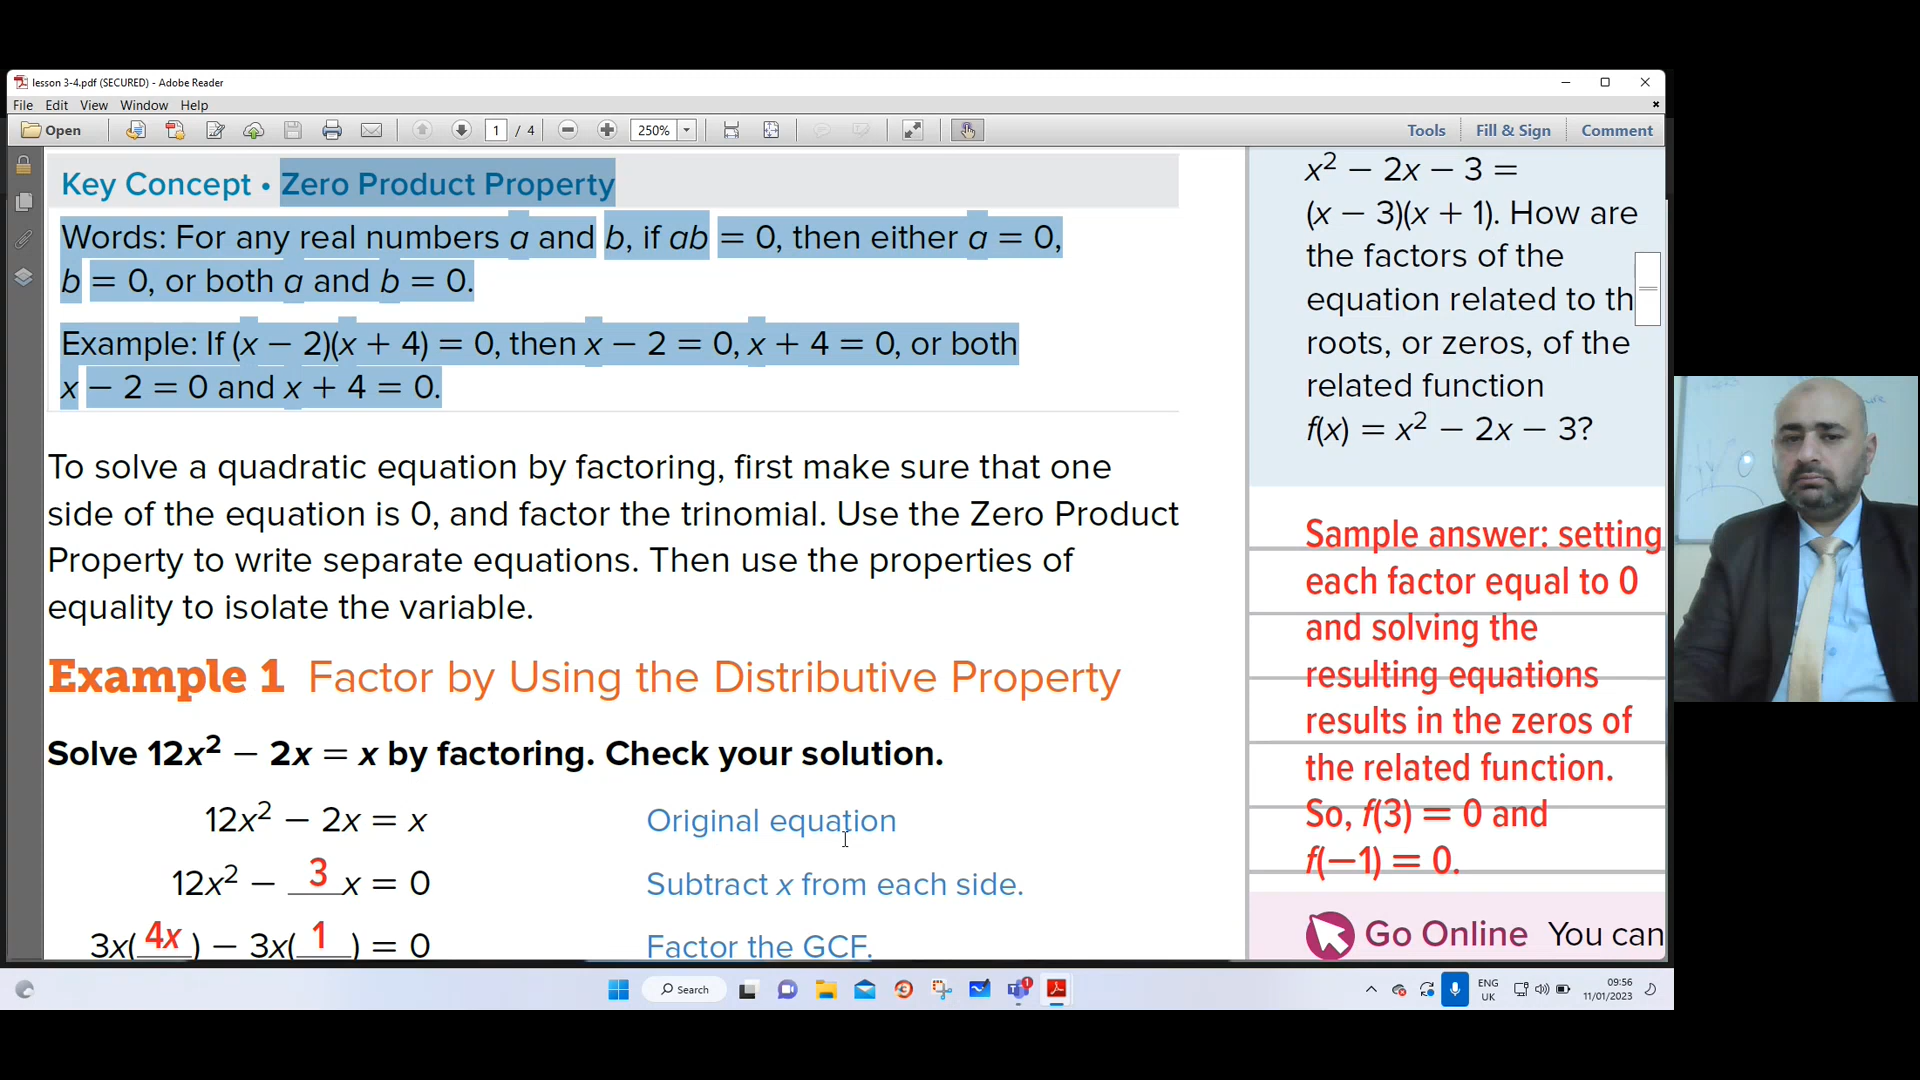 lesson 3-4.pdf (SECURED) - Adobe Reader
File Edit View Window Help
Open 1 / 4 250% Tools Fill & Sign Comment
Key Concept • Zero Product Property
Words: For any real numbers a and b, if ab = 0, then either a = 0,
b = 0, or both a and b = 0.
Example: If (x − 2)(x + 4) = 0, then x − 2 = 0, x + 4 = 0, or both
x − 2 = 0 and x + 4 = 0.
To solve a quadratic equation by factoring, first make sure that one
side of the equation is 0, and factor the trinomial. Use the Zero Product
Property to write separate equations. Then use the properties of
equality to isolate the variable.
Example 1 Factor by Using the Distributive Property
Solve 12x² − 2x = x by factoring. Check your solution.
12x² − 2x = x Original equation
12x² − 3x = 0 Subtract x from each side.
3x(4x) − 3x(1) = 0 Factor the GCF.
x² − 2x − 3 =
(x − 3)(x + 1). How are
the factors of the
equation related to th
roots, or zeros, of the
related function
f(x) = x² − 2x − 3?
Sample answer: setting
each factor equal to 0
and solving the
resulting equations
results in the zeros of
the related function.
So, f(3) = 0 and
f(−1) = 0.
Go Online You can
Search
1
ENG
UK
09:56
11/01/2023